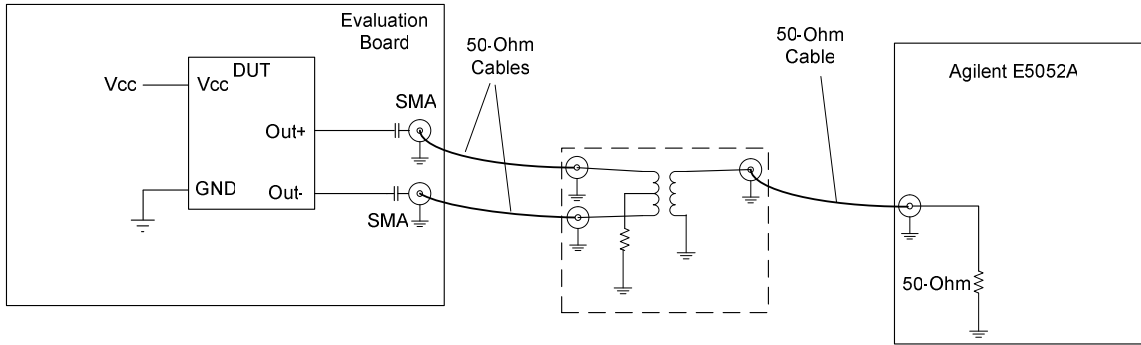 Evaluation
Board
50-Ohm
Cables
50-Ohm
Cable
DUT
Vcc
Vcc
Agilent E5052A
SMA
Out+
GND
Out-
SMA
50-Ohm